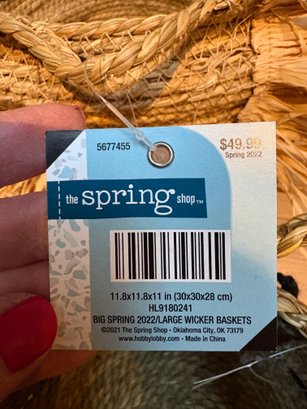 5677455
$49.99
Spring 2022
the spring shop™
11.8x11.8x11 in (30x30x28 cm)
HL9180241
BIG SPRING 2022/LARGE WICKER BASKETS
©2021 The Spring Shop • Oklahoma City, OK 73179
www.hobbylobby.com • Made in China